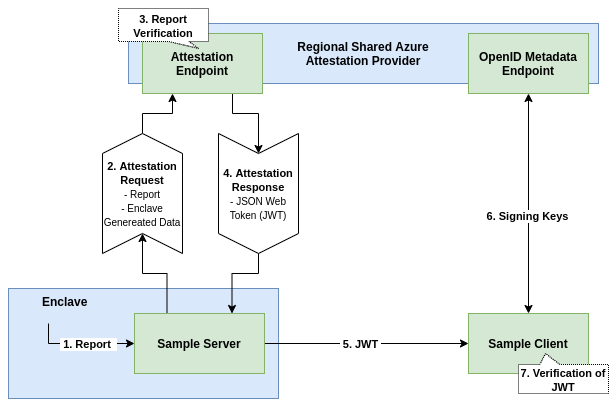 3. Report
Verification
Attestation
Endpoint
Regional Shared Azure
Attestation Provider
OpenID Metadata
Endpoint
2. Attestation
Request
- Report
- Enclave
Genereated Data
4. Attestation
Response
- JSON Web
Token (JWT)
6. Signing Keys
Enclave
1. Report
Sample Server
5. JWT
Sample Client
7. Verification of
JWT